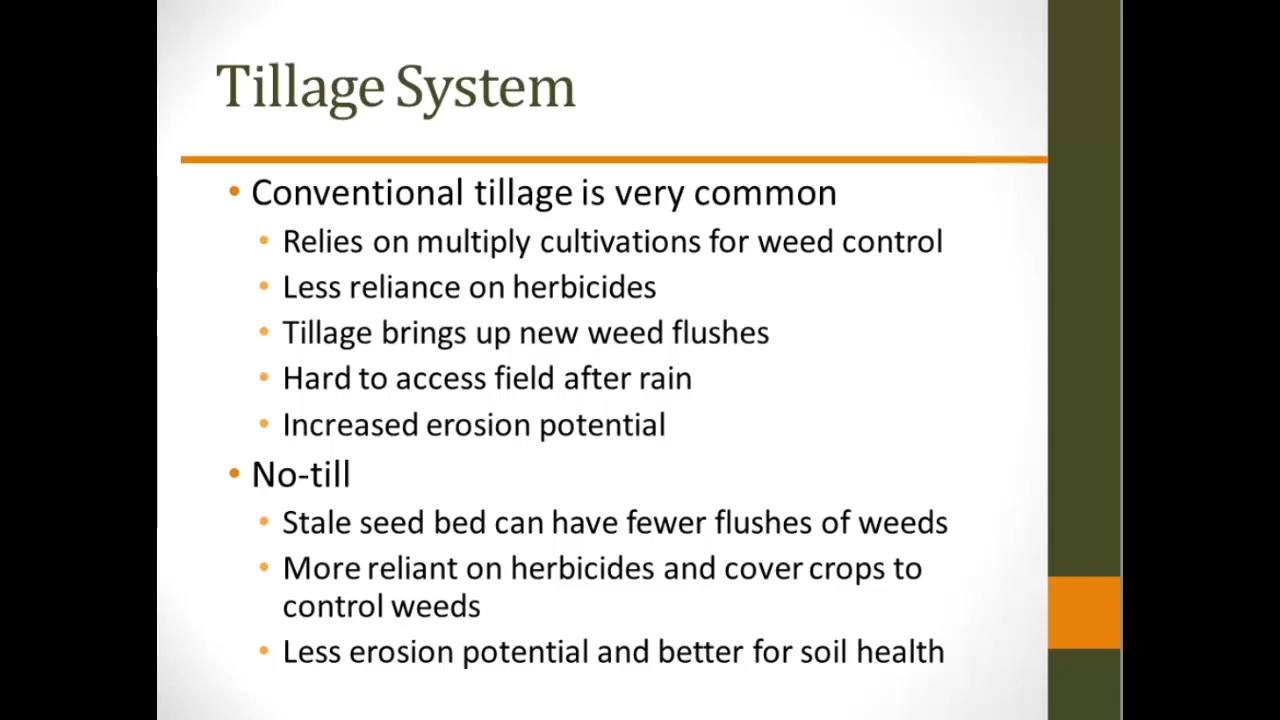 Tillage System
• Conventional tillage is very common
• Relies on multiply cultivations for weed control
• Less reliance on herbicides
• Tillage brings up new weed flushes
• Hard to access field after rain
• Increased erosion potential
• No-till
• Stale seed bed can have fewer flushes of weeds
• More reliant on herbicides and cover crops to
control weeds
• Less erosion potential and better for soil health